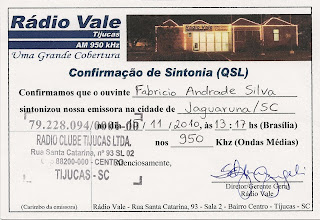 Rádio Vale
Tijucas
AM 950 kHz
Uma Grande Cobertura
Confirmação de Sintonia (QSL)
Confirmamos que o ouvinte Fabricio Andrade Silva
sintonizou nossa emissora na cidade de Jaguaruna/SC
79.228.094/0001-00
/11/2010, às 13:17 hs (Brasília)
nos 950 Khz (Ondas Médias)
RADIO CLUBE TIJUCAS LTDA.
Rua Santa Catarina, nº 93 SL 02
88200-000 - CENTRO
Atenciosamente,
TIJUCAS - SC
Diretor Gerente Geral
Rádio Vale
(Carimbo da emissora)
Rádio Vale - Rua Santa Catarina, 93 - Sala 2 - Bairro Centro - Tijucas/SC